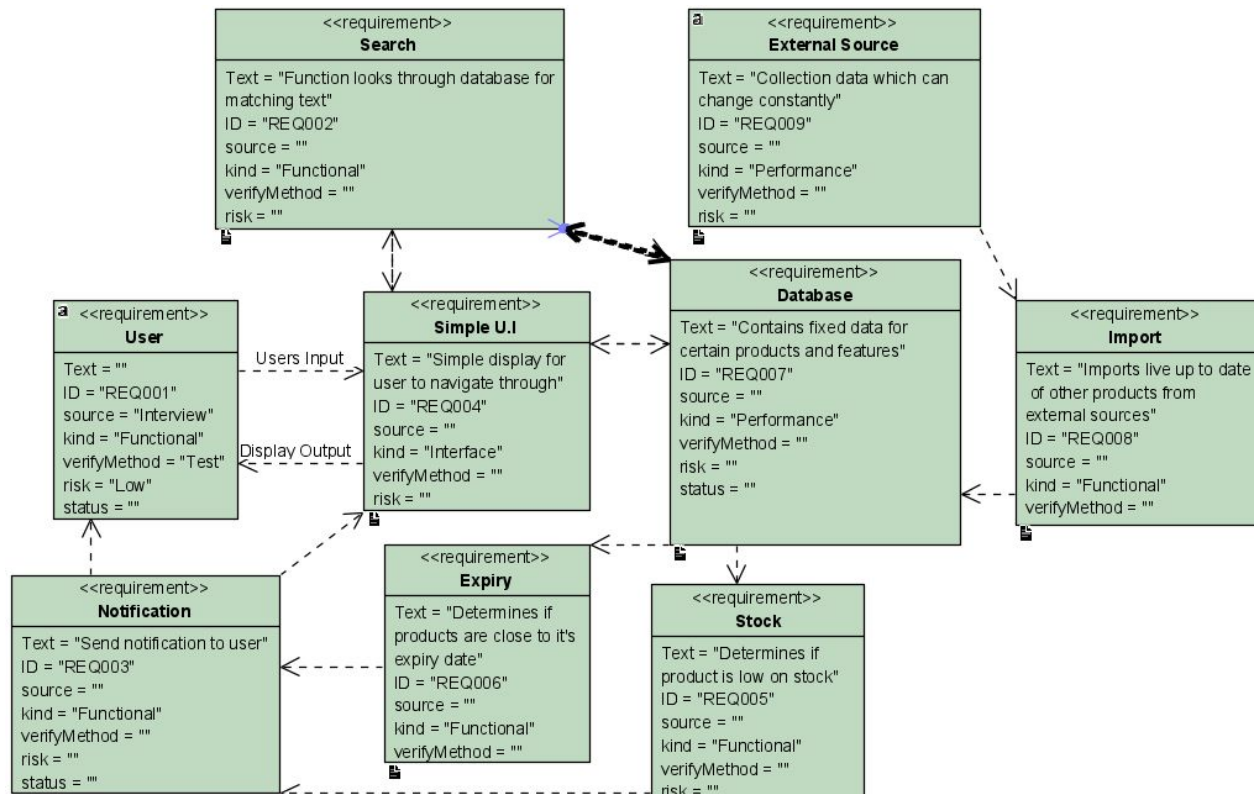 <<requirement>>
Search
Text = "Function looks through database for
matching text"
ID = "REQ002"
source = ""
kind = "Functional"
verifyMethod = ""
risk = ""
a
<<requirement>>
External Source
Text = "Collection data which can
change constantly"
ID = "REQ009"
source = ""
kind = "Performance"
verifyMethod = ""
risk = ""
a
<<requirement>>
User
Text = ""
ID = "REQ001"
source = "Interview"
kind = "Functional"
verifyMethod = "Test"
risk = "Low"
status = ""
Users Input
Display Output
<<requirement>>
Simple U.I
Text = "Simple display for
user to navigate through"
ID = "REQ004"
source = ""
kind = "Interface"
verifyMethod = ""
risk = ""
<<requirement>>
Database
Text = "Contains fixed data for
certain products and features"
ID = "REQ007"
source = ""
kind = "Performance"
verifyMethod = ""
risk = ""
status = ""
<<requirement>>
Import
Text = "Imports live up to date
of other products from
external sources"
ID = "REQ008"
source = ""
kind = "Functional"
verifyMethod = ""
<<requirement>>
Notification
Text = "Send notification to user"
ID = "REQ003"
source = ""
kind = "Functional"
verifyMethod = ""
risk = ""
status = ""
<<requirement>>
Expiry
Text = "Determines if
products are close to it's
expiry date"
ID = "REQ006"
source = ""
kind = "Functional"
verifyMethod = ""
<<requirement>>
Stock
Text = "Determines if
product is low on stock"
ID = "REQ005"
source = ""
kind = "Functional"
verifyMethod = ""
risk = ""